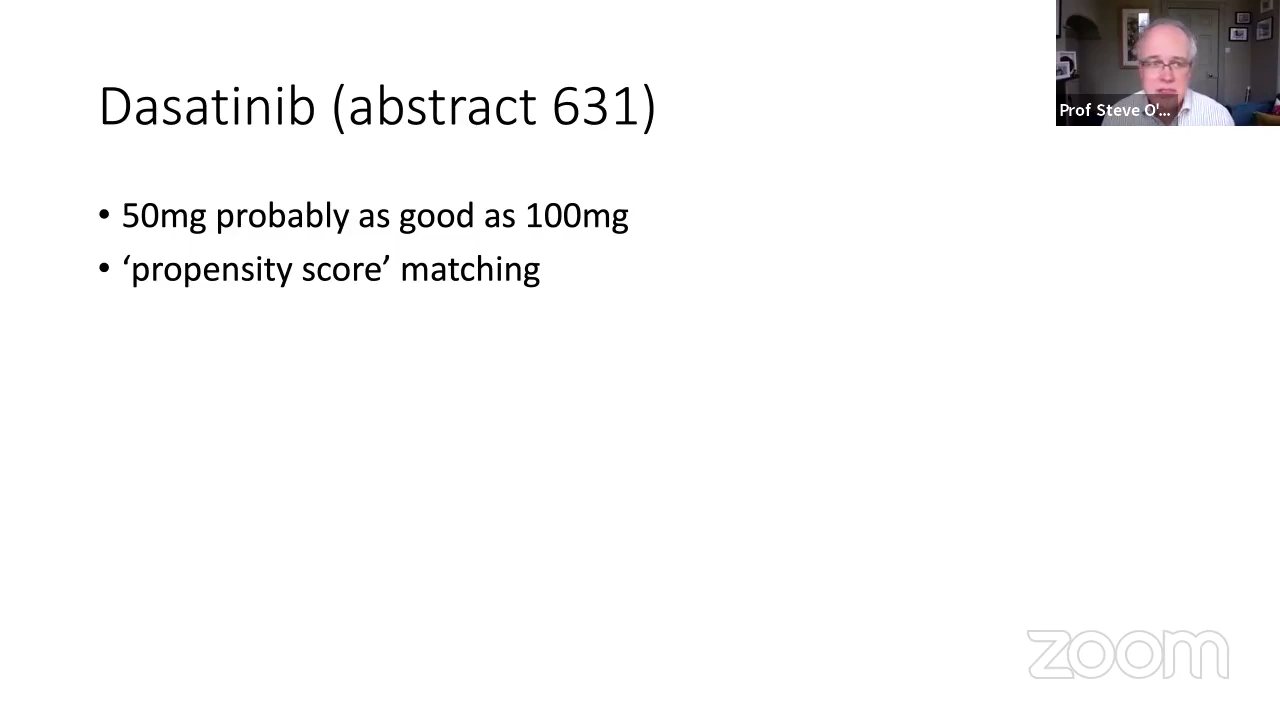 Dasatinib (abstract 631)
Prof Steve O'...
• 50mg probably as good as 100mg
• ‘propensity score’ matching
zoom